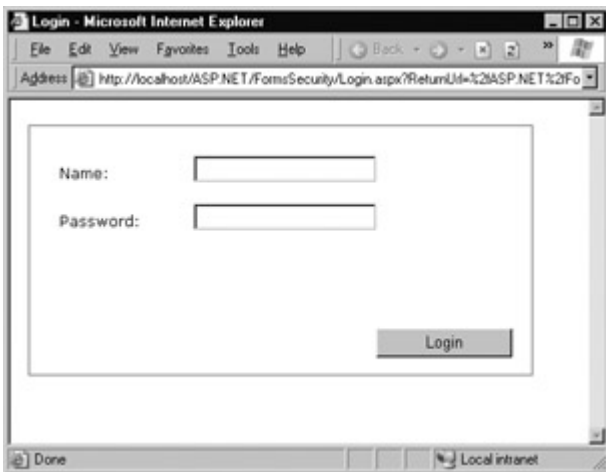 Login - Microsoft Internet Explorer
File Edit View Favorites Tools Help Back »
Address http://localhost/ASP.NET/FormsSecurity/Login.aspx?ReturnUrl=%2fASP.NET%2fFo
Name:
Password:
Login
Done Local intranet